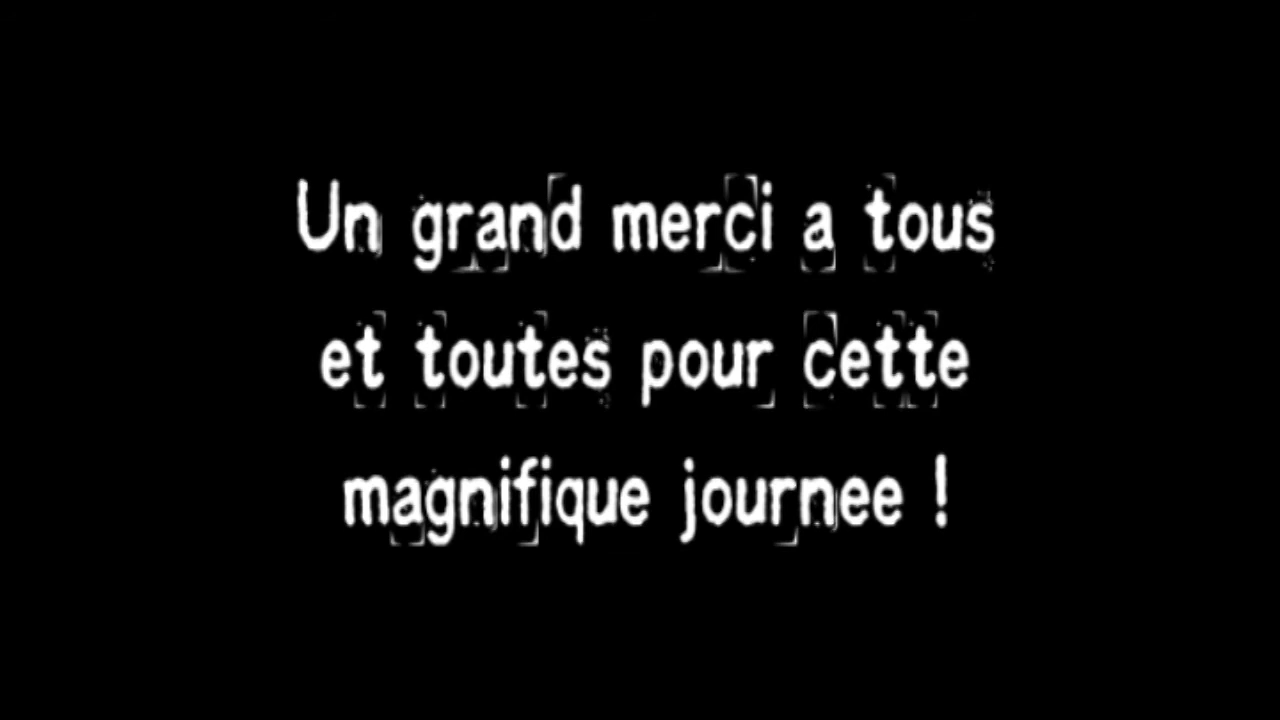 Un grand merci a tous
et toutes pour cette
magnifique journee !